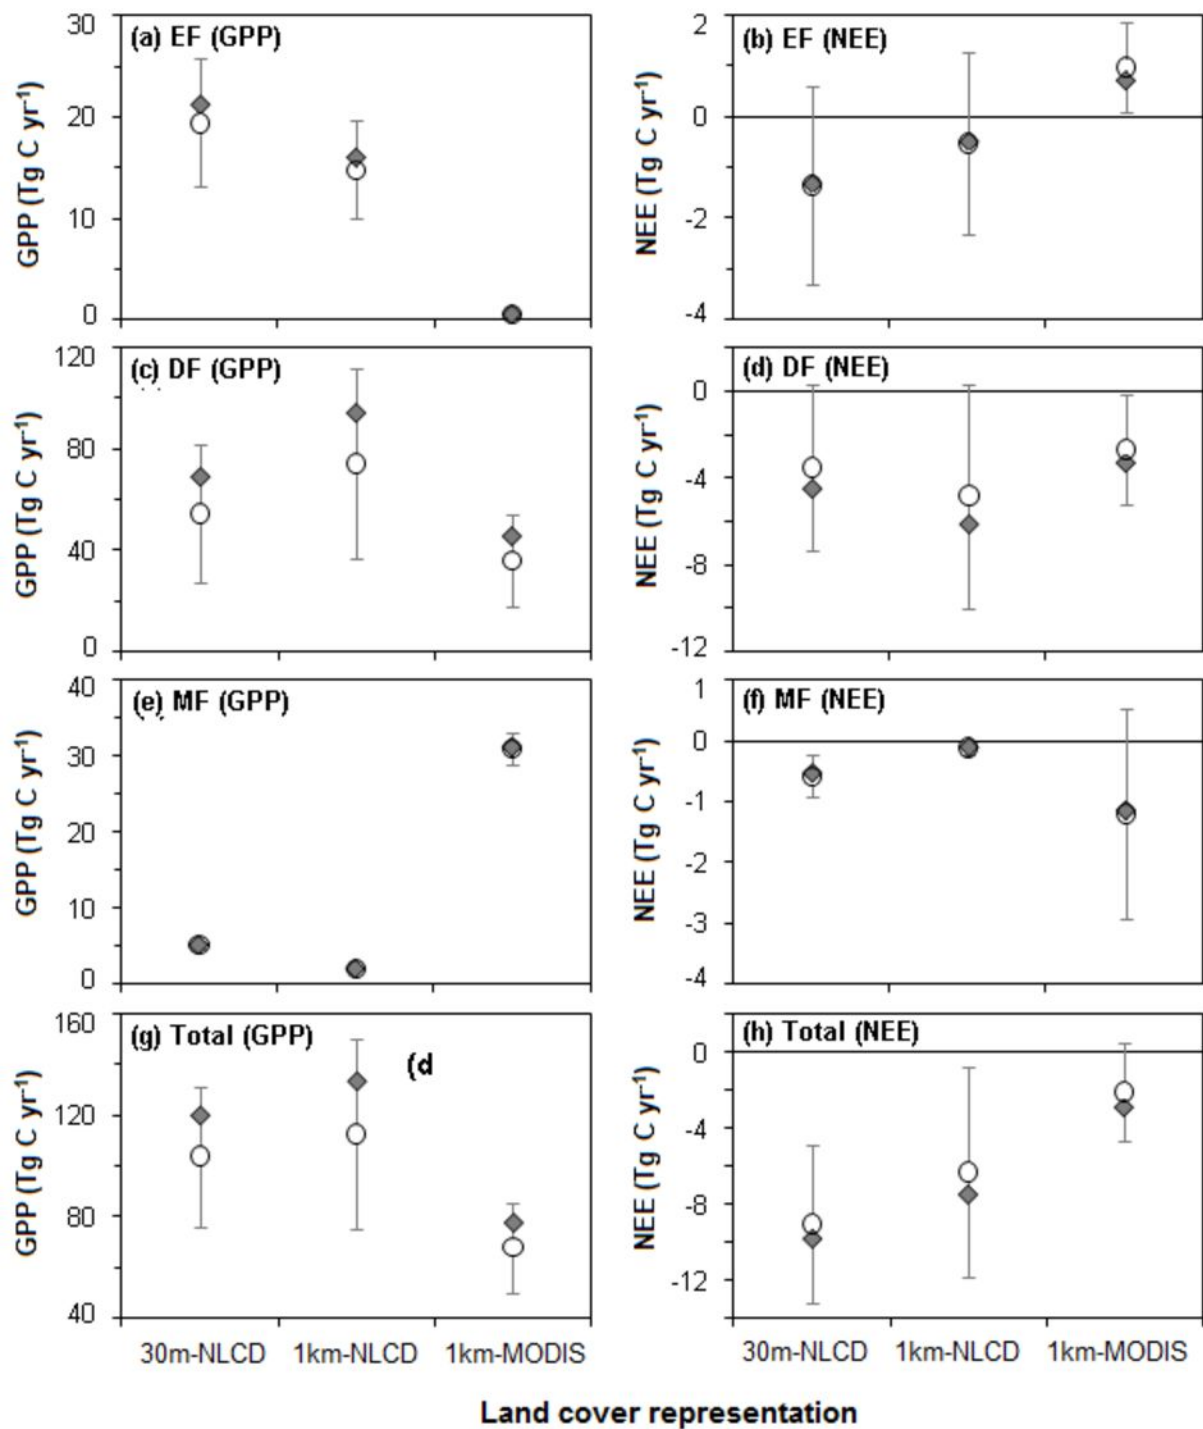 (a) EF (GPP)
GPP (Tg C yr-1)
30
20
10
0
(b) EF (NEE)
NEE (Tg C yr-1)
2
0
-2
-4
(c) DF (GPP)
GPP (Tg C yr-1)
120
80
40
0
(d) DF (NEE)
NEE (Tg C yr-1)
0
-4
-8
-12
(e) MF (GPP)
GPP (Tg C yr-1)
40
30
20
10
0
(f) MF (NEE)
NEE (Tg C yr-1)
1
0
-1
-2
-3
-4
(g) Total (GPP)
(d
GPP (Tg C yr-1)
160
120
80
40
(h) Total (NEE)
NEE (Tg C yr-1)
0
-4
-8
-12
30m-NLCD 1km-NLCD 1km-MODIS
30m-NLCD 1km-NLCD 1km-MODIS
Land cover representation